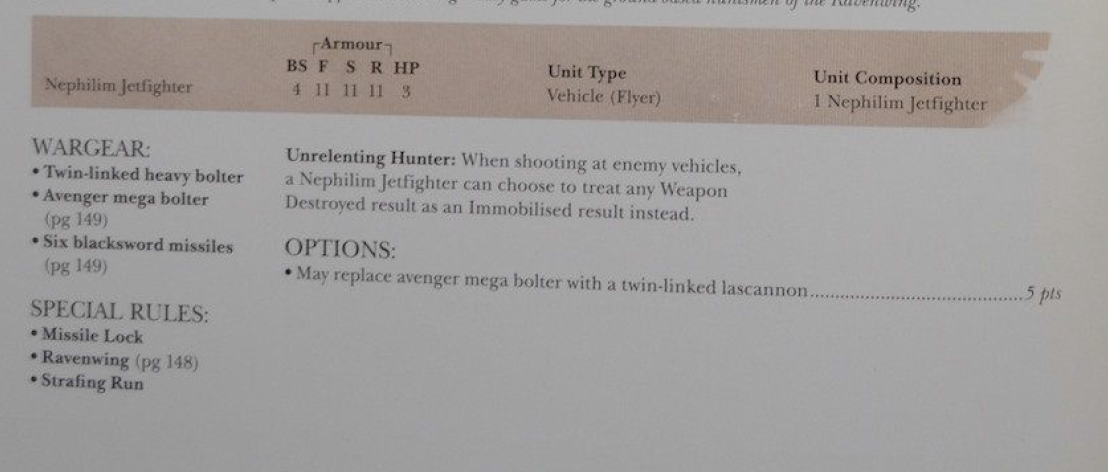 the ground-based huntsmen of the Ravenwing.
Armour
BS F S R HP
Nephilim Jetfighter 4 11 11 11 3
Unit Type
Vehicle (Flyer)
Unit Composition
1 Nephilim Jetfighter
WARGEAR:
• Twin-linked heavy bolter
• Avenger mega bolter
(pg 149)
• Six blacksword missiles
(pg 149)
SPECIAL RULES:
• Missile Lock
• Ravenwing (pg 148)
• Strafing Run
Unrelenting Hunter: When shooting at enemy vehicles,
a Nephilim Jetfighter can choose to treat any Weapon
Destroyed result as an Immobilised result instead.
OPTIONS:
• May replace avenger mega bolter with a twin-linked lascannon..........................................5 pts